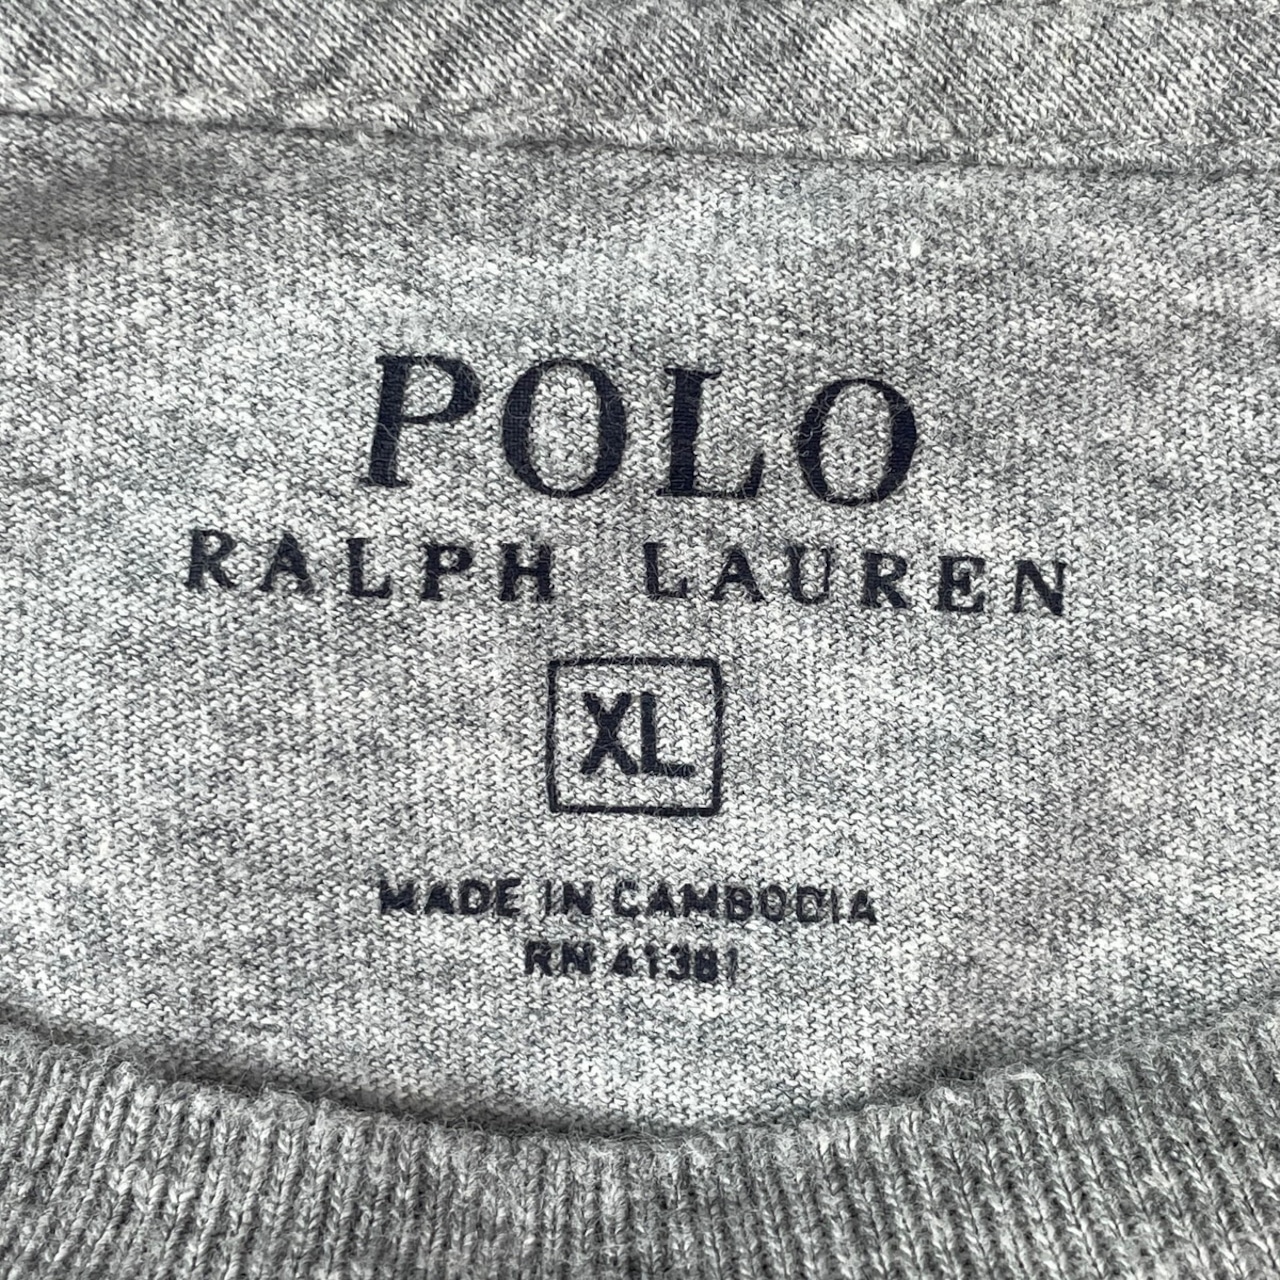 POLO
RALPH LAUREN
XL
MADE IN CAMBODIA
RN 41381